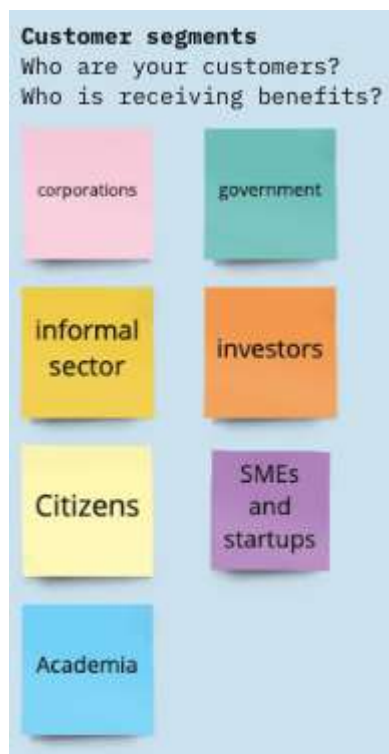 Customer segments
Who are your customers?
Who is receiving benefits?
corporations
government
informal
sector
investors
Citizens
SMEs
and
startups
Academia